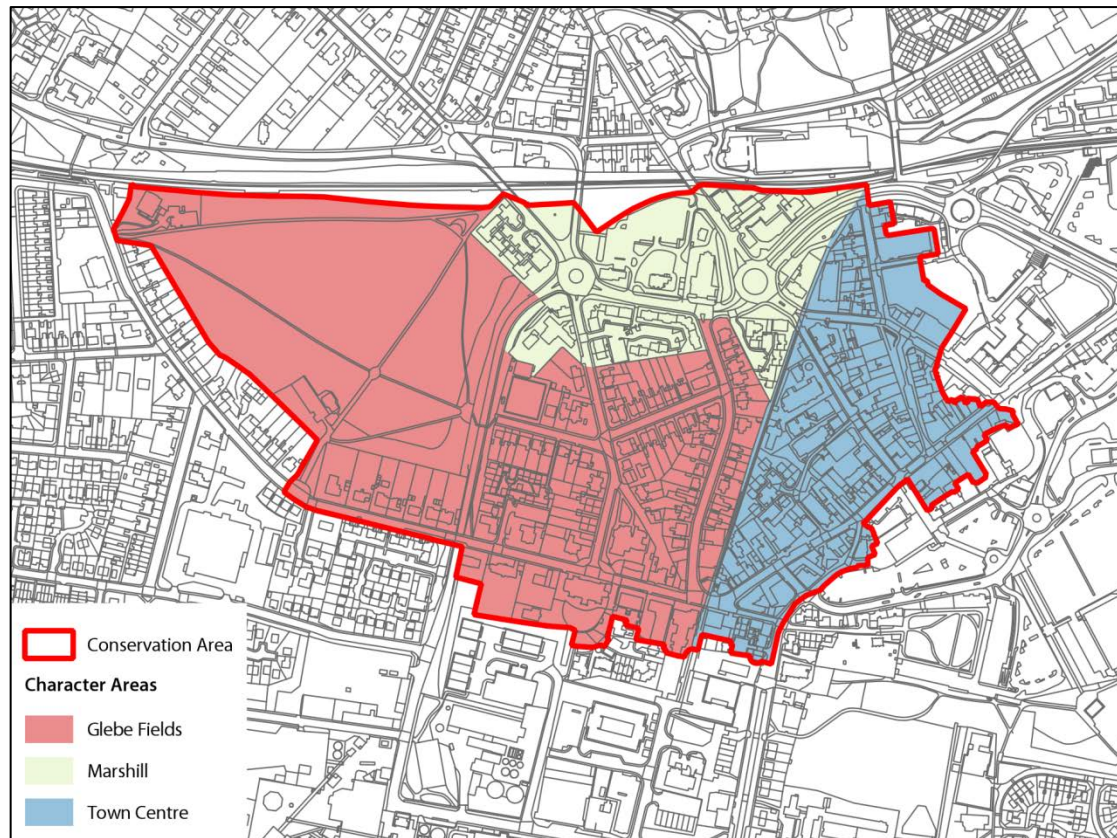 Conservation Area
Character Areas
Glebe Fields
Marshill
Town Centre